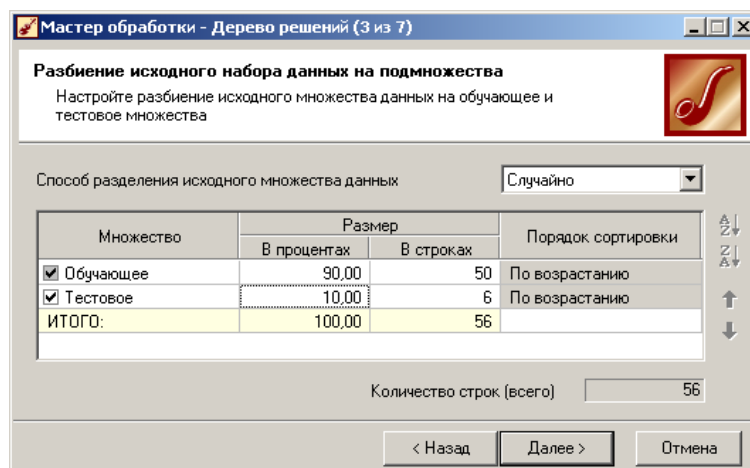 Мастер обработки - Дерево решений (3 из 7)
Разбиение исходного набора данных на подмножества
Настройте разбиение исходного множества данных на обучающее и
тестовое множества
Способ разделения исходного множества данных Случайно
Множество Размер Порядок сортировки
В процентах В строках
Обучающее 90,00 50 По возрастанию
Тестовое 10,00 6 По возрастанию
ИТОГО: 100,00 56
Количество строк (всего) 56
< Назад Далее > Отмена